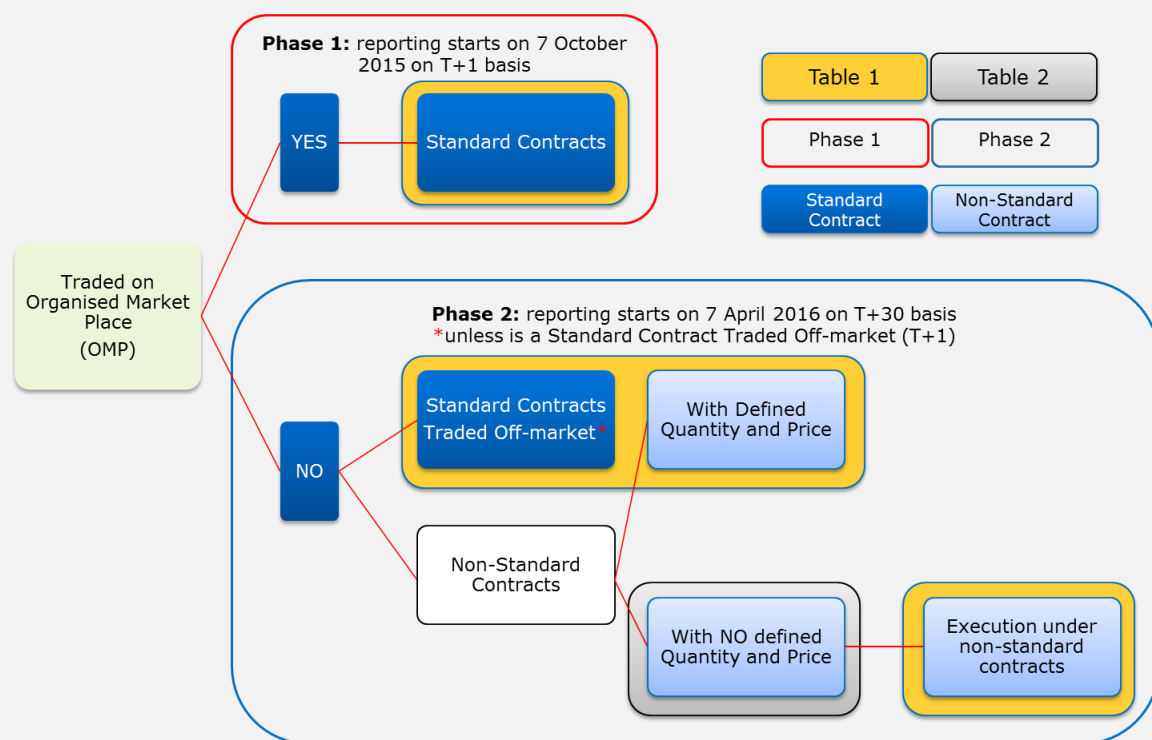 Phase 1: reporting starts on 7 October
2015 on T+1 basis
YES
Standard Contracts
Table 1
Table 2
Phase 1
Phase 2
Standard
Contract
Non-Standard
Contract
Traded on
Organised Market
Place
(OMP)
Phase 2: reporting starts on 7 April 2016 on T+30 basis
*unless is a Standard Contract Traded Off-market (T+1)
NO
Standard Contracts
Traded Off-market*
With Defined
Quantity and Price
Non-Standard
Contracts
With NO defined
Quantity and Price
Execution under
non-standard
contracts